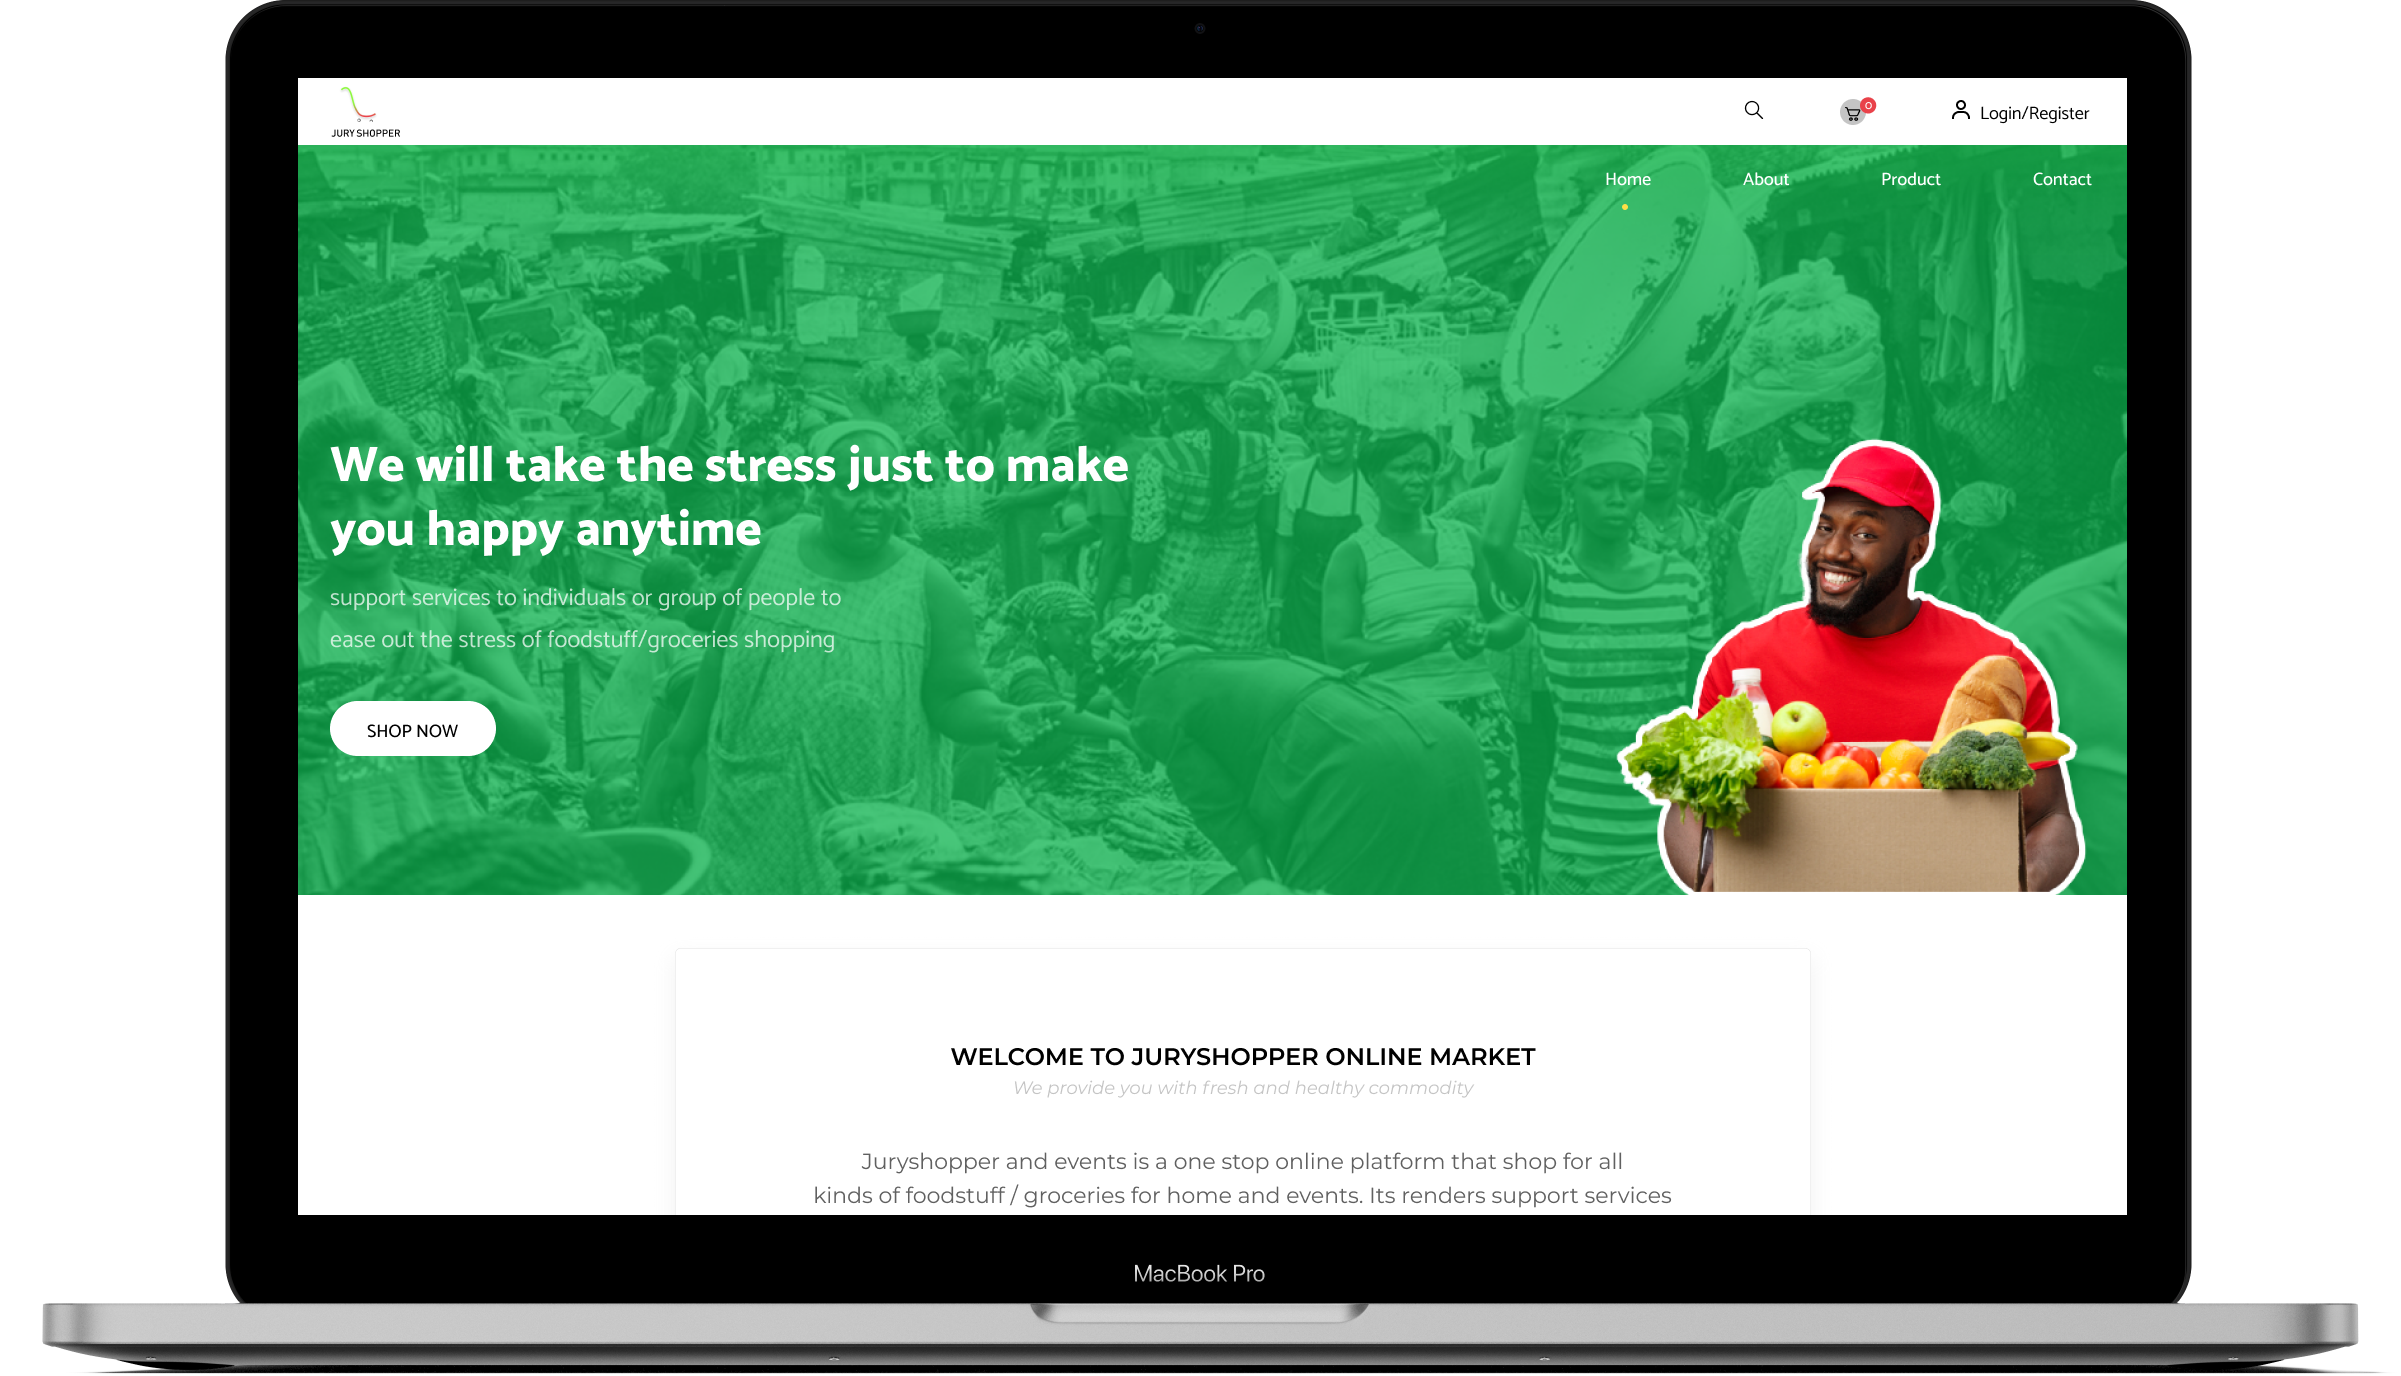 JURY SHOPPER
0
Login/Register
Home
About
Product
Contact
We will take the stress just to make
you happy anytime
support services to individuals or group of people to
ease out the stress of foodstuff/groceries shopping
SHOP NOW
WELCOME TO JURYSHOPPER ONLINE MARKET
We provide you with fresh and healthy commodity
Juryshopper and events is a one stop online platform that shop for all
kinds of foodstuff / groceries for home and events. Its renders support services
MacBook Pro